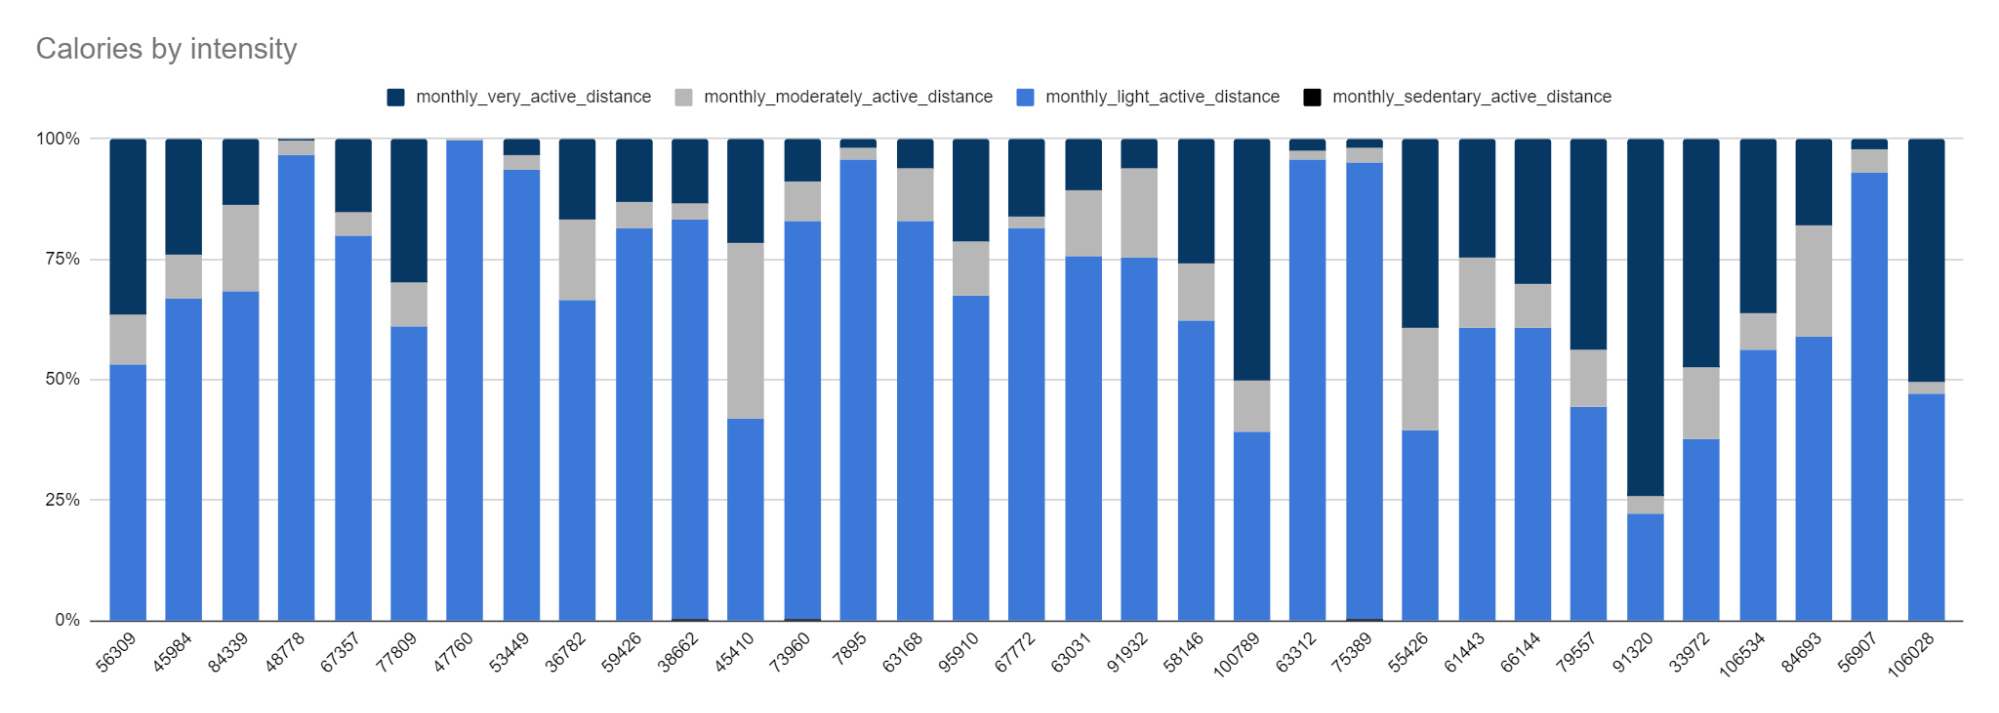 Calories by intensity
monthly_very_active_distance monthly_moderately_active_distance monthly_light_active_distance monthly_sedentary_active_distance
100%
75%
50%
25%
0%
56309 45984 84339 48778 67357 77809 47760 53449 36782 59426 38662 45410 73960 7895 63168 95910 67772 63031 91932 58146 100789 63312 75389 55426 61443 66144 79557 91320 33972 106534 84693 56907 106028